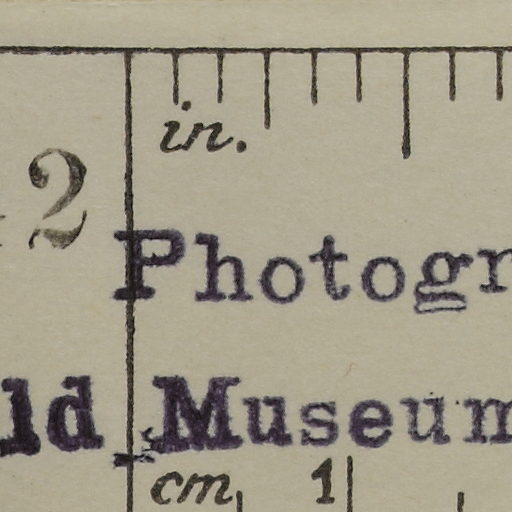 in.
2
Photogr
ld Museum
cm 1